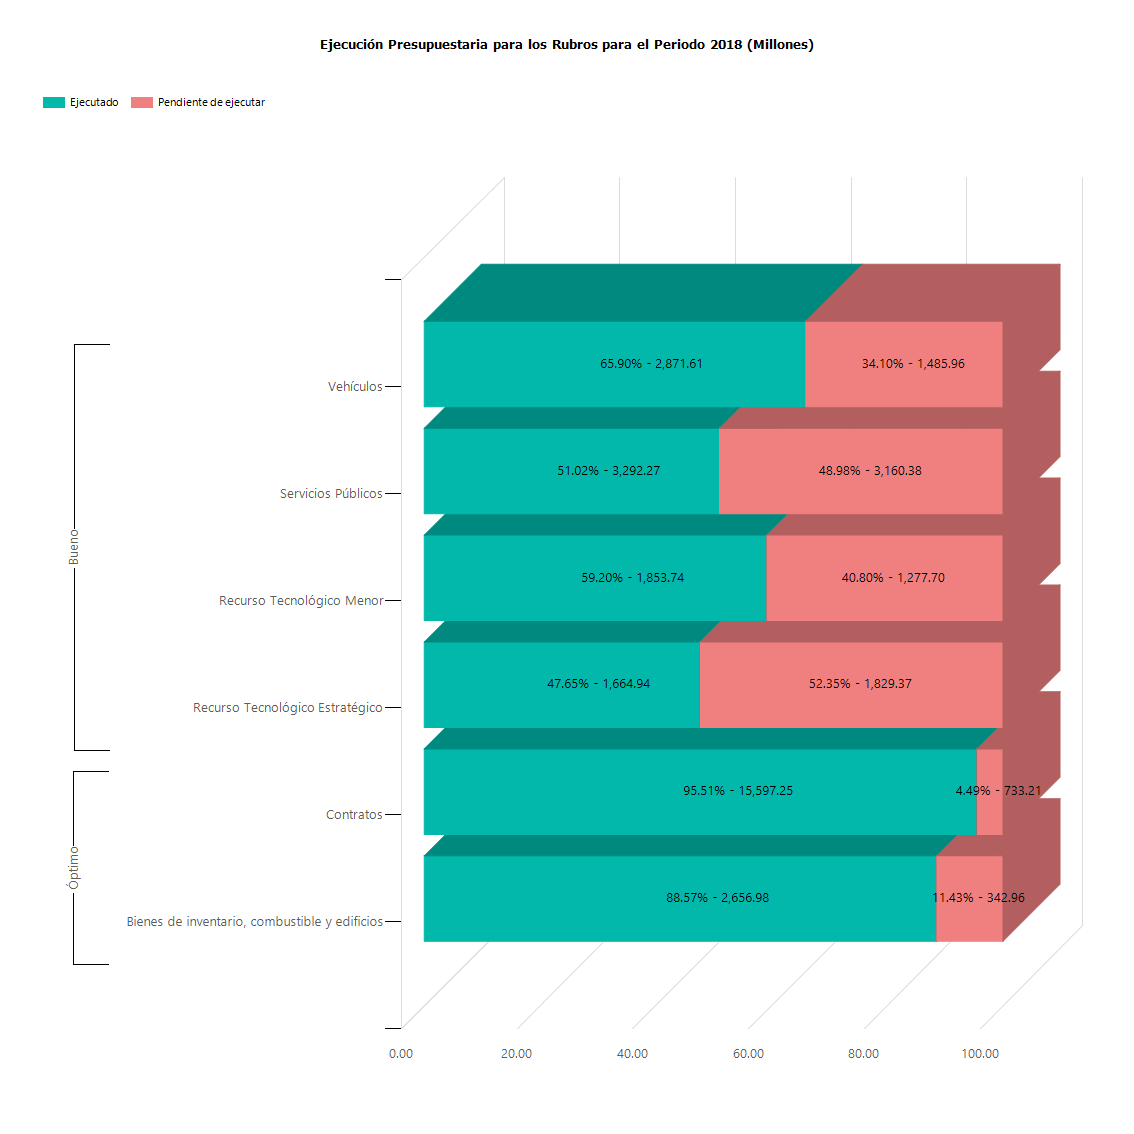 Ejecución Presupuestaria para los Rubros para el Periodo 2018 (Millones)
Ejecutado
Pendiente de ejecutar
Bueno
Vehículos
65.90% - 2,871.61
34.10% - 1,485.96
Servicios Públicos
51.02% - 3,292.27
48.98% - 3,160.38
Recurso Tecnológico Menor
59.20% - 1,853.74
40.80% - 1,277.70
Recurso Tecnológico Estratégico
47.65% - 1,664.94
52.35% - 1,829.37
Óptimo
Contratos
95.51% - 15,597.25
4.49% - 733.21
Bienes de inventario, combustible y edificios
88.57% - 2,656.98
11.43% - 342.96
0.00
20.00
40.00
60.00
80.00
100.00